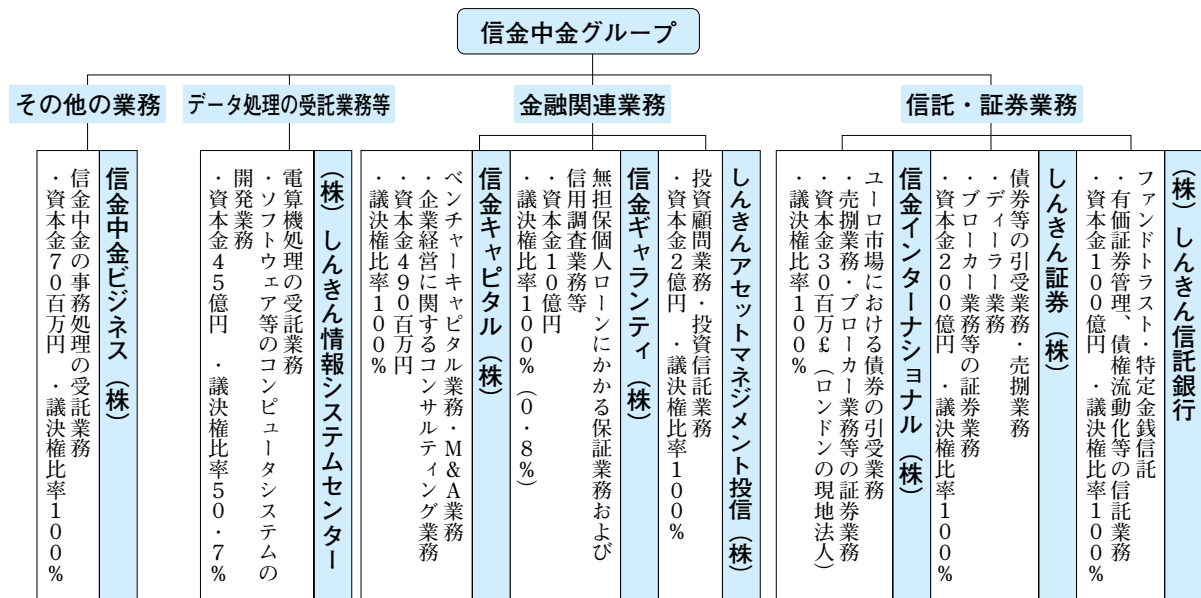 信金中金グループ
信託・証券業務
(株)しんきん信託銀行
ファンドトラスト・特定金銭信託
・有価証券管理、債権流動化等の信託業務
・資本金100億円 ・議決権比率100%
しんきん証券(株)
債券等の引受業務・売捌業務
・ディーラー業務
・ブローカー業務等の証券業務
・資本金200億円 ・議決権比率100%
信金インターナショナル(株)
ユーロ市場における債券の引受業務
・売捌業務・ブローカー業務等の証券業務
・資本金30百万£(ロンドンの現地法人)
・議決権比率100%
金融関連業務
しんきんアセットマネジメント投信(株)
投資顧問業務・投資信託業務
・資本金2億円 ・議決権比率100%
信金ギャランティ(株)
無担保個人ローンにかかる保証業務および
信用調査業務等
・資本金10億円
・議決権比率100%(0・8%)
信金キャピタル(株)
ベンチャーキャピタル業務・M&A業務
・企業経営に関するコンサルティング業務
・資本金490百万円
・議決権比率100%
データ処理の受託業務等
(株)しんきん情報システムセンター
電算機処理の受託業務
・ソフトウェア等のコンピュータシステムの
開発業務
・資本金45億円 ・議決権比率50・7%
その他の業務
信金中金ビジネス(株)
信金中金の事務処理の受託業務
・資本金70百万円 ・議決権比率100%